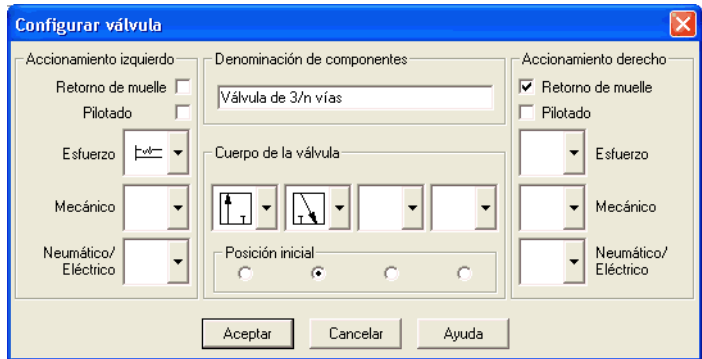 Configurar válvula
Accionamiento izquierdo
Retorno de muelle
Pilotado
Esfuerzo
Mecánico
Neumático/
Eléctrico
Denominación de componentes
Válvula de 3/n vías
Cuerpo de la válvula
T
T
Posición inicial
Accionamiento derecho
Retorno de muelle
Pilotado
Esfuerzo
Mecánico
Neumático/
Eléctrico
Aceptar
Cancelar
Ayuda